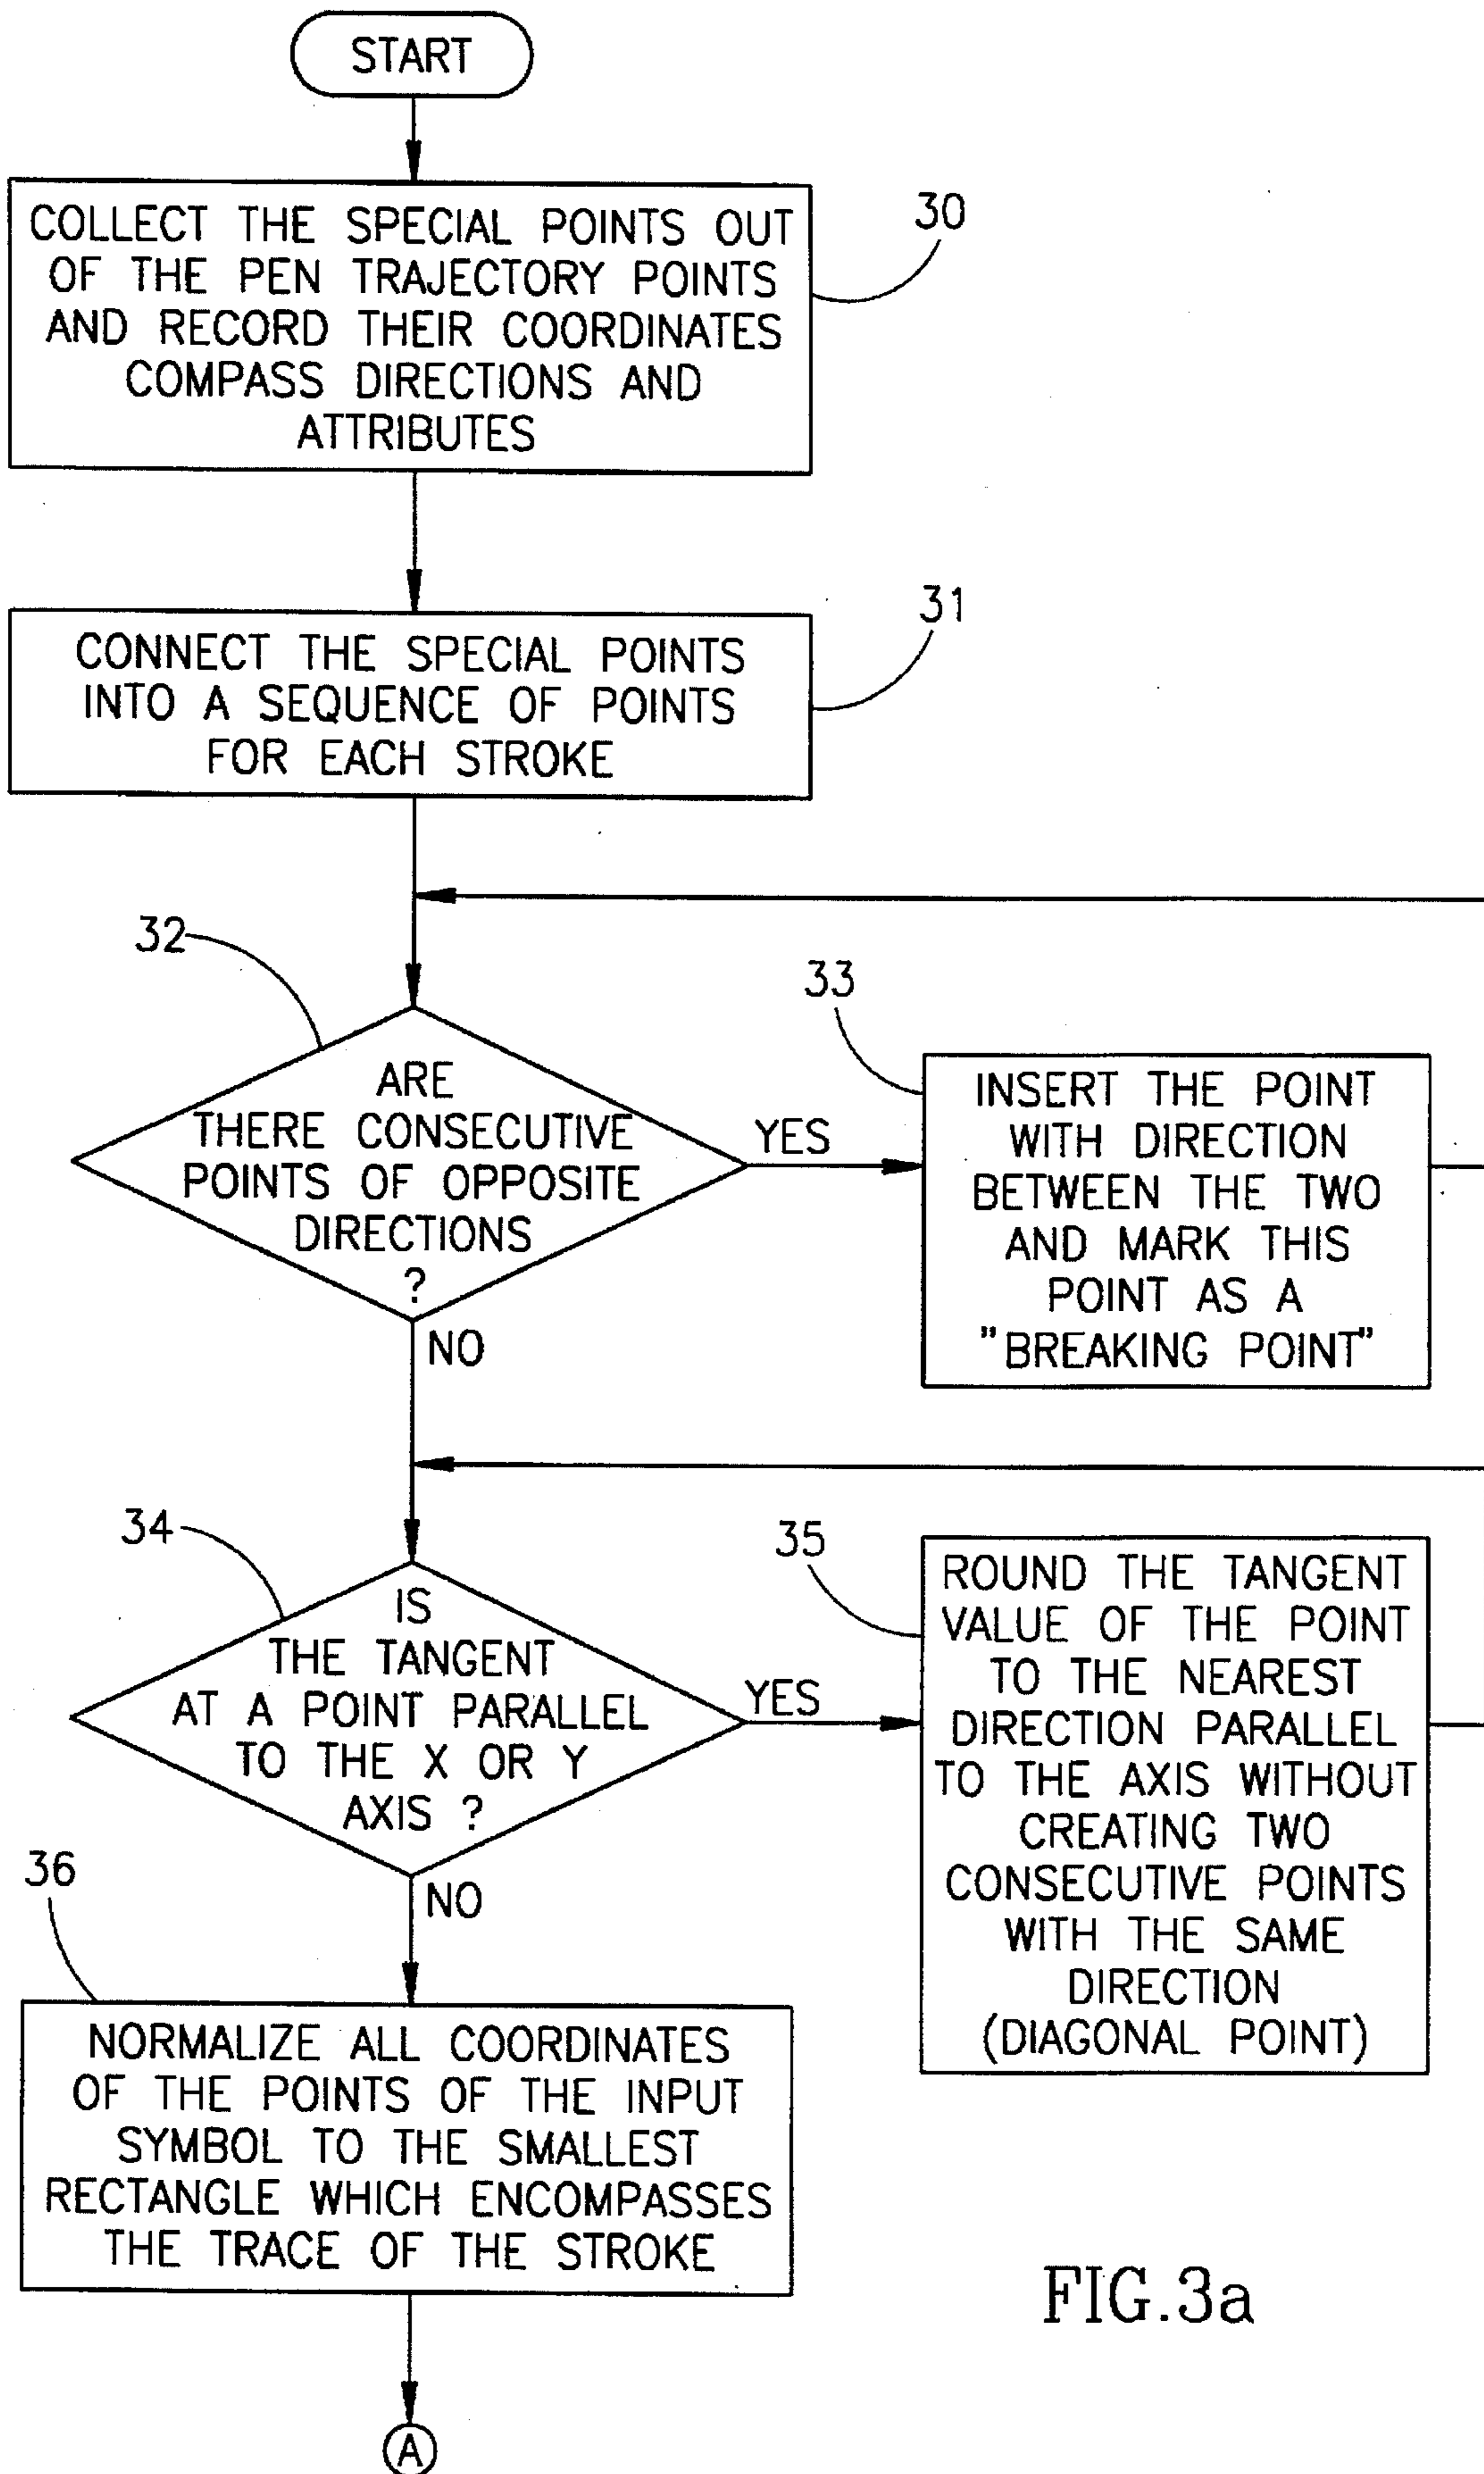 START
COLLECT THE SPECIAL POINTS OUT
OF THE PEN TRAJECTORY POINTS
AND RECORD THEIR COORDINATES
COMPASS DIRECTIONS AND
ATTRIBUTES
30
CONNECT THE SPECIAL POINTS
INTO A SEQUENCE OF POINTS
FOR EACH STROKE
31
32
ARE
THERE CONSECUTIVE
POINTS OF OPPOSITE
DIRECTIONS
?
YES
NO
33
INSERT THE POINT
WITH DIRECTION
BETWEEN THE TWO
AND MARK THIS
POINT AS A
"BREAKING POINT"
34
IS
THE TANGENT
AT A POINT PARALLEL
TO THE X OR Y
AXIS ?
YES
NO
35
ROUND THE TANGENT
VALUE OF THE POINT
TO THE NEAREST
DIRECTION PARALLEL
TO THE AXIS WITHOUT
CREATING TWO
CONSECUTIVE POINTS
WITH THE SAME
DIRECTION
(DIAGONAL POINT)
36
NORMALIZE ALL COORDINATES
OF THE POINTS OF THE INPUT
SYMBOL TO THE SMALLEST
RECTANGLE WHICH ENCOMPASSES
THE TRACE OF THE STROKE
A
FIG.3a